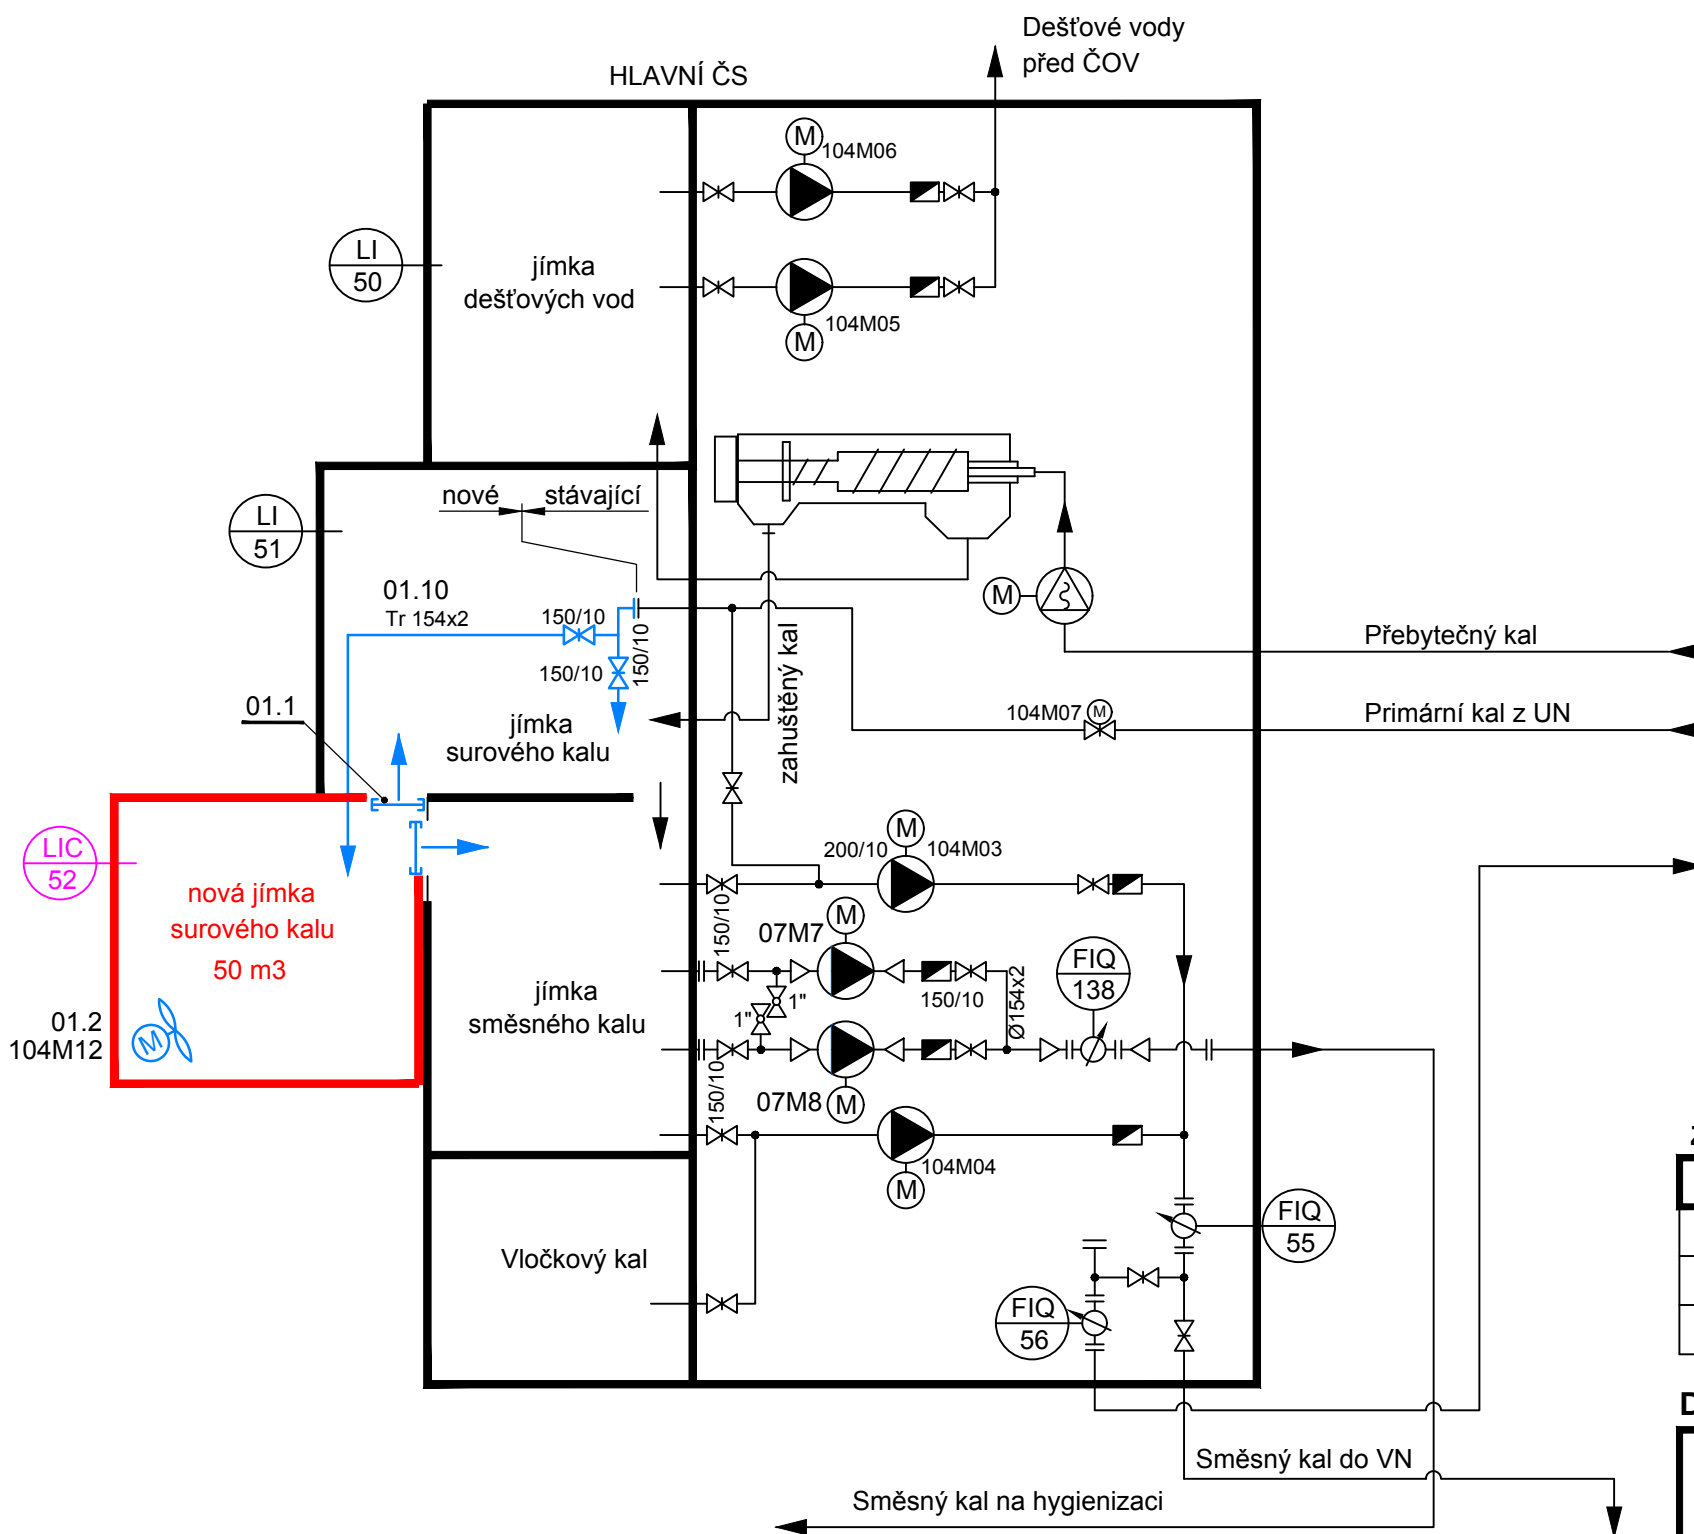 Dešťové vody
před ČOV
HLAVNÍ ČS
M
104M06
LI
50
jímka
dešťových vod
104M05
M
nové
stávající
LI
51
01.10
Tr 154x2
150/10
150/10
150/10
M
zahuštěný kal
Přebytečný kal
01.1
jímka
surového kalu
104M07
M
Primární kal z UN
LIC
52
nová jímka
surového kalu
50 m3
01.2
104M12
M
M
200/10
104M03
150/10
07M7
M
1"
1"
150/10
Ø154x2
FIQ
138
jímka
směsného kalu
150/10
07M8
M
104M04
M
FIQ
55
Vločkový kal
FIQ
56
Směsný kal do VN
Směsný kal na hygienizaci